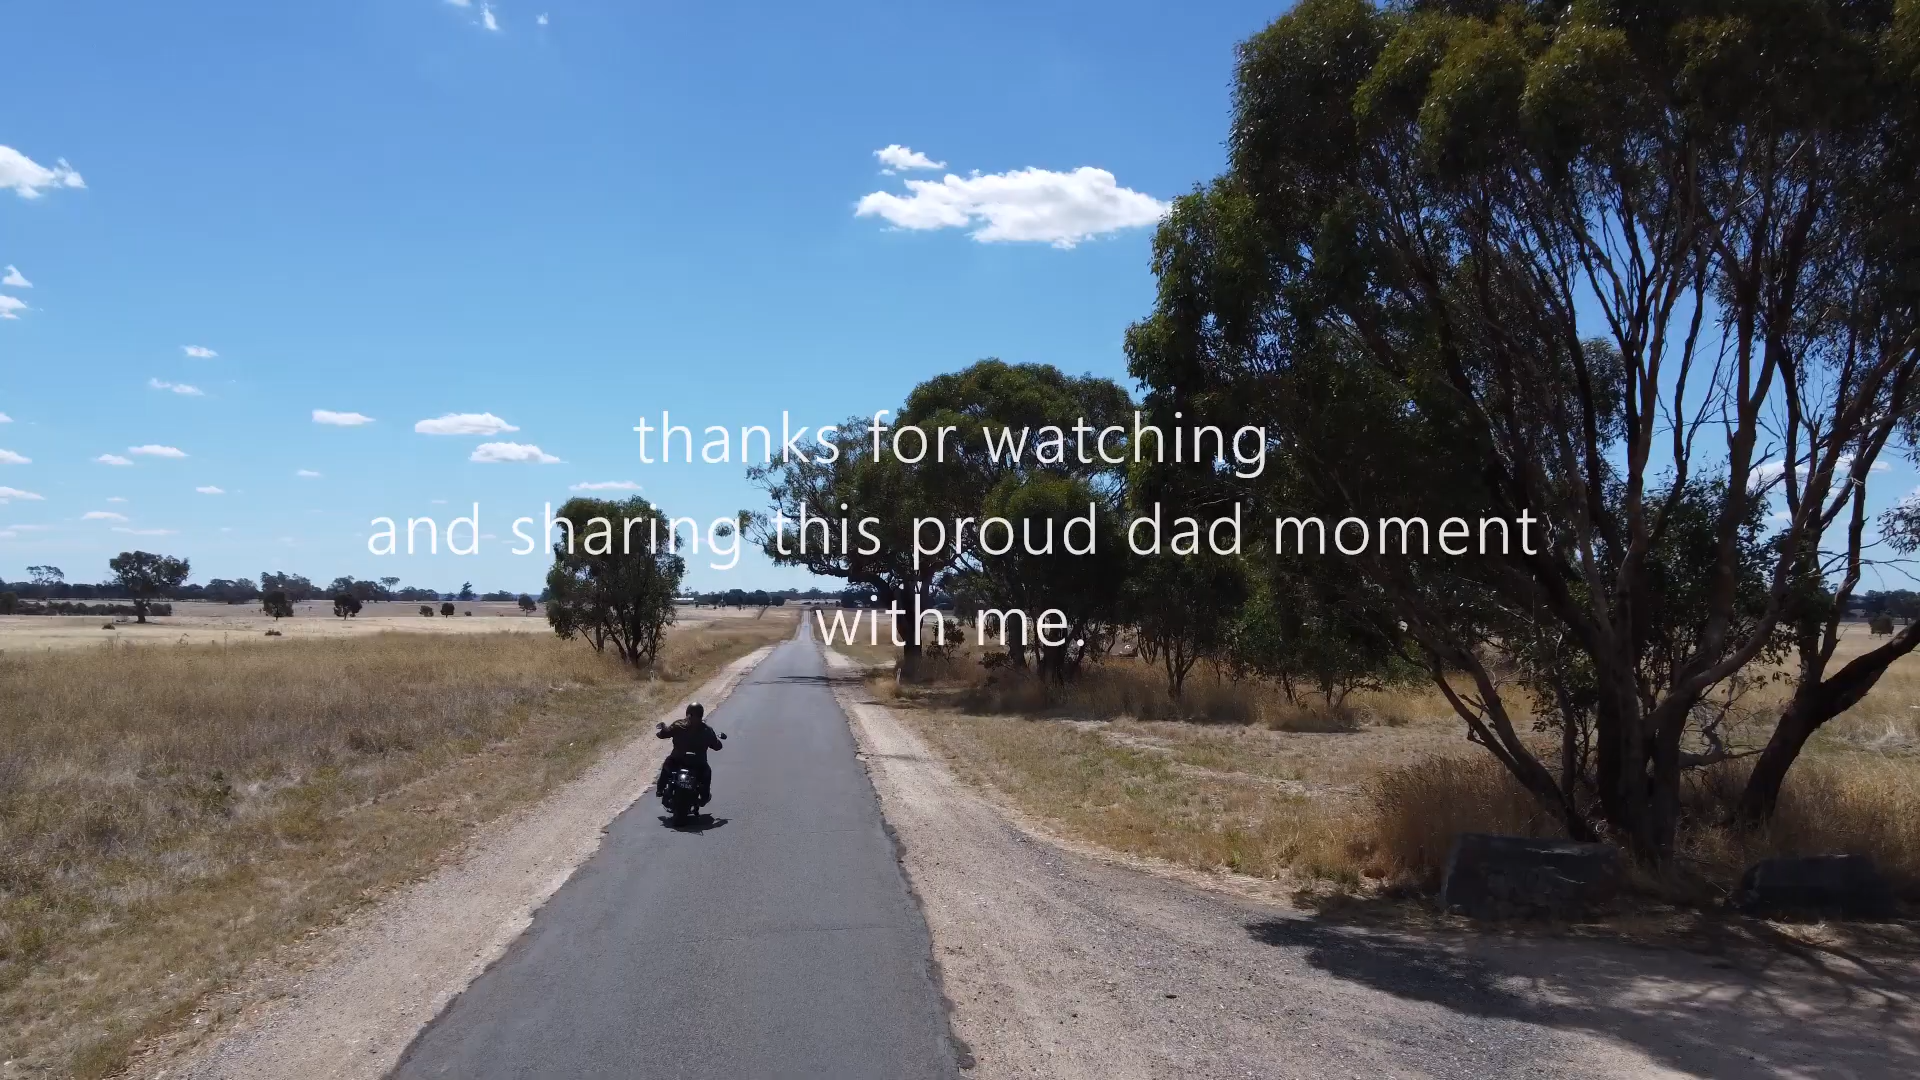 thanks for watching
and sharing this proud dad moment
with me.